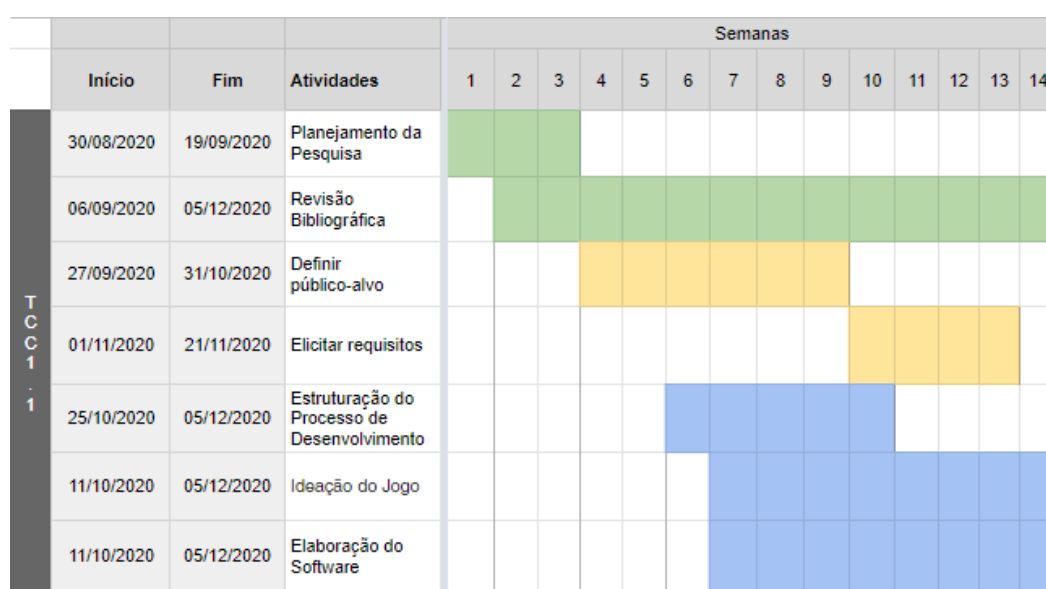 Semanas
Início Fim Atividades 1 2 3 4 5 6 7 8 9 10 11 12 13 14
TCC1.1
30/08/2020 19/09/2020 Planejamento da
Pesquisa
06/09/2020 05/12/2020 Revisão
Bibliográfica
27/09/2020 31/10/2020 Definir
público-alvo
01/11/2020 21/11/2020 Elicitar requisitos
25/10/2020 05/12/2020 Estruturação do
Processo de
Desenvolvimento
11/10/2020 05/12/2020 Ideação do Jogo
11/10/2020 05/12/2020 Elaboração do
Software